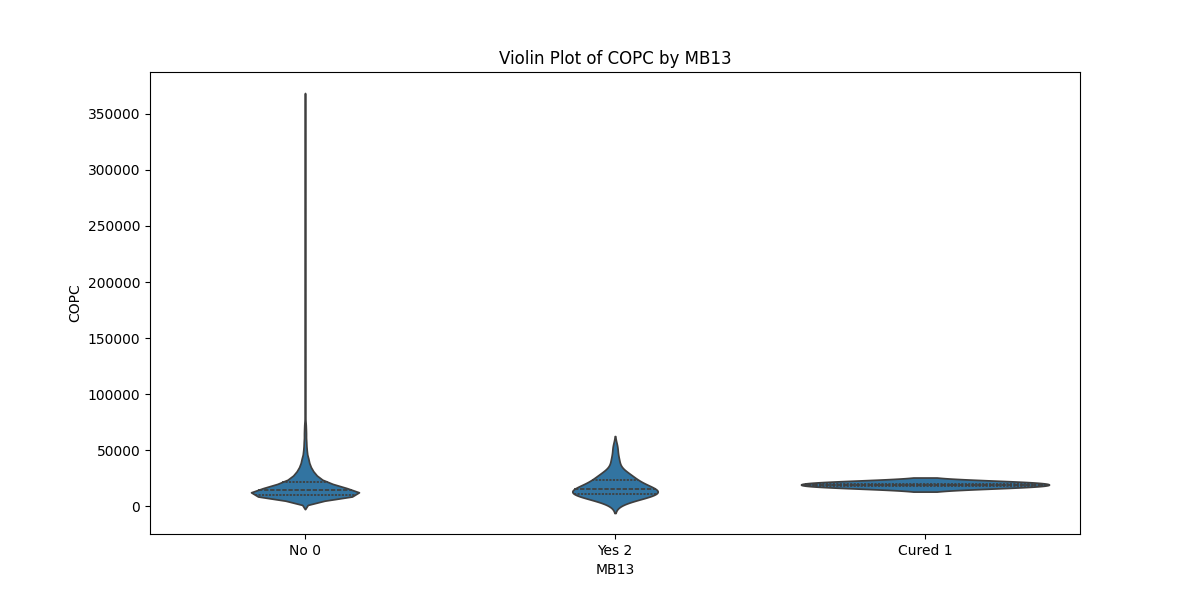 Violin Plot of COPC by MB13
350000
300000
250000
200000
150000
100000
50000
0
COPC
No 0
Yes 2
Cured 1
MB13